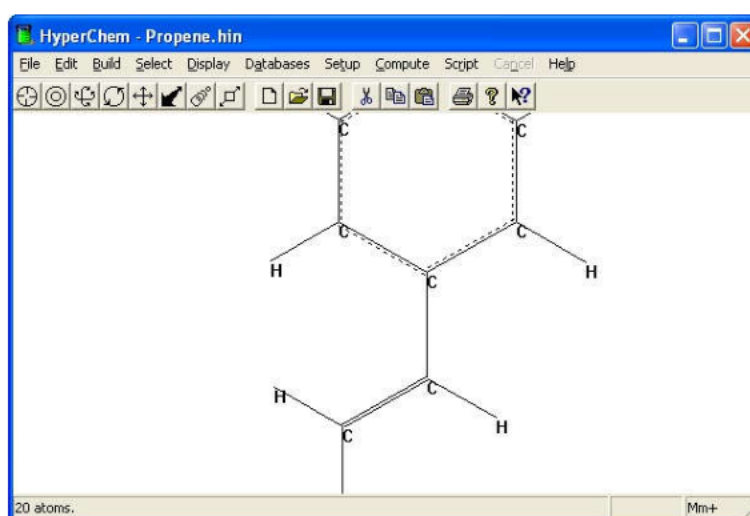 HyperChem - Propene.hin
File Edit Build Select Display Databases Setup Compute Script Cancel Help
C C
C C
H C H
H C
C H
20 atoms. Mm+